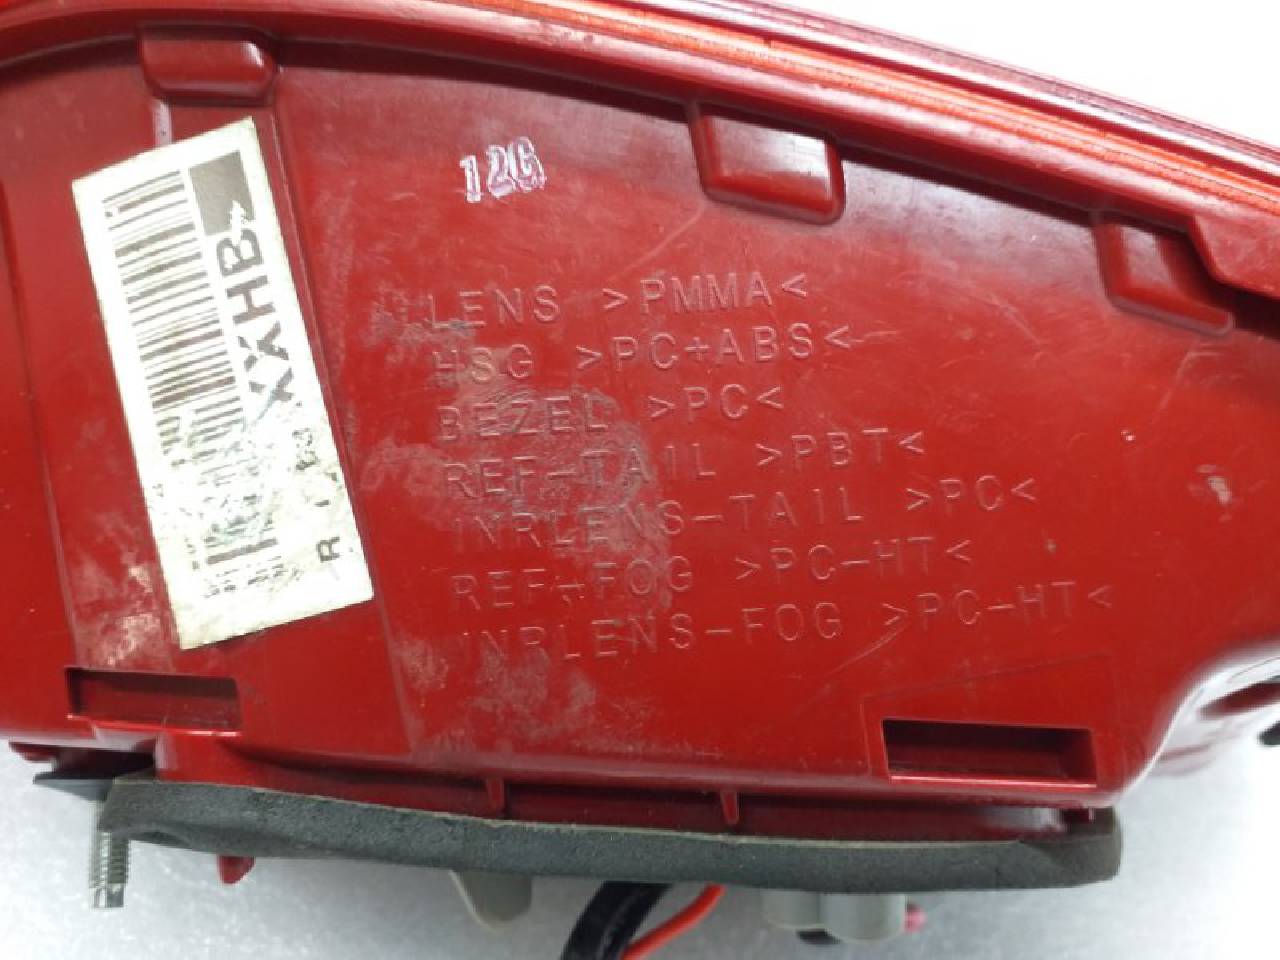 12G
XXHB
R
LENS >PMMA<
HSG >PC+ABS<
BEZEL >PC<
REF-TAIL >PBT<
INRLENS-TAIL >PC<
REF-FOG >PC-HT<
INRLENS-FOG >PC-HT<